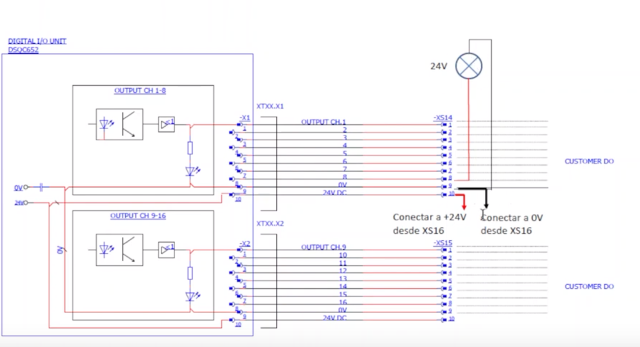 DIGITAL I/O UNIT
DSQC652
24V
OUTPUT CH 1-8
XTXX.X1
-X1
OUTPUT CH.1
-XS14
1
1
2
2
2
3
3
3
4
4
4
5
5
5
6
6
6
7
7
7
8
8
8
0V
9
9
24V DC
10
10
CUSTOMER DO
0V
24V
Conectar a +24V
desde XS16
Conectar a 0V
desde XS16
OUTPUT CH 9-16
XTXX.X2
0V
-X2
OUTPUT CH.9
-XS15
1
1
10
2
2
11
3
3
12
4
4
13
5
5
14
6
6
15
7
7
16
8
8
0V
9
9
24V DC
10
10
CUSTOMER DO